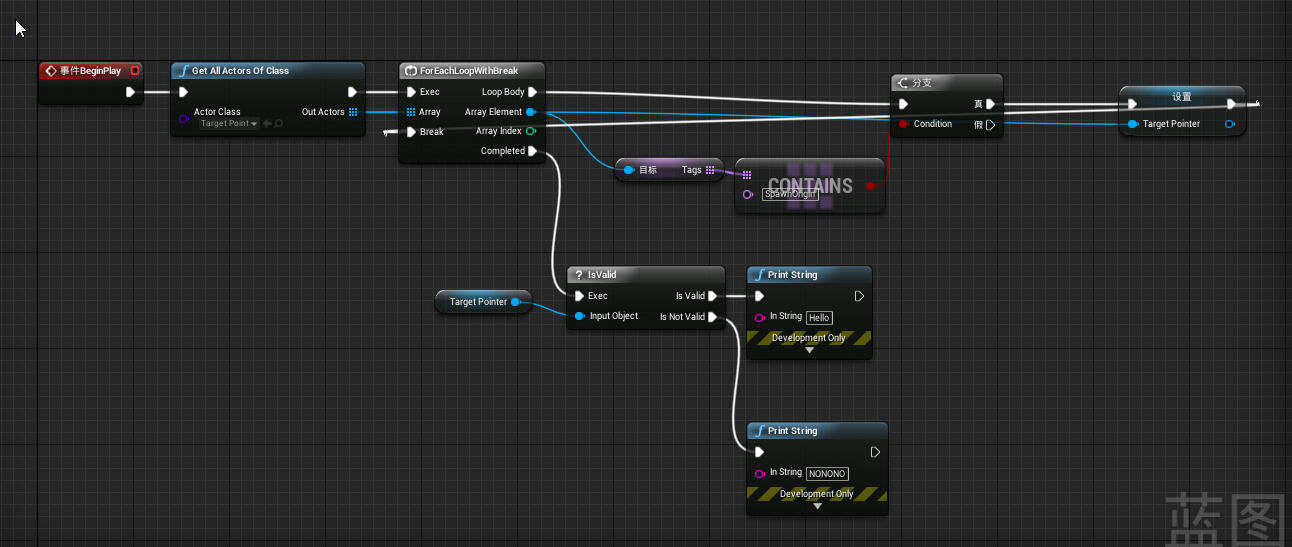 事件BeginPlay
Get All Actors Of Class
Actor Class
Target Point
Out Actors
ForEachLoopWithBreak
Exec
Loop Body
Array
Array Element
Break
Array Index
Completed
目标
Tags
CONTAINS
SpawnOrigin
分支
真
Condition
假
设置
Target Pointer
Target Pointer
IsValid
Exec
Is Valid
Input Object
Is Not Valid
Print String
In String
Hello
Development Only
Print String
In String
NONONO
Development Only
蓝图